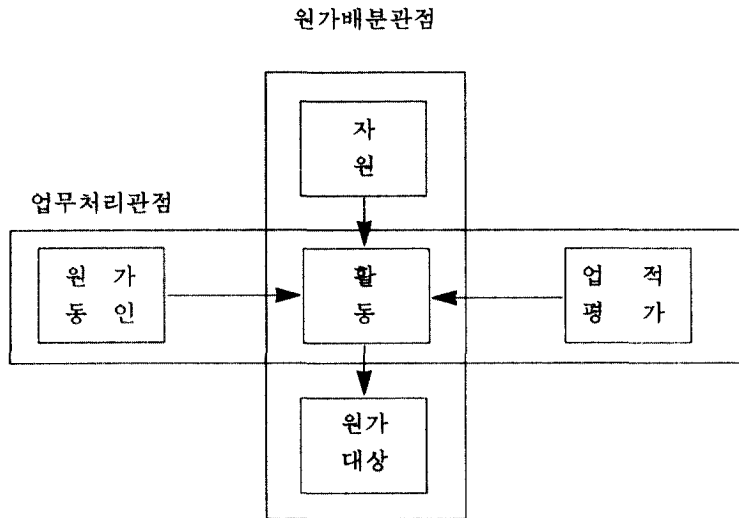 원가배분관점
자
원
업무처리관점
원 가
동 인
활
동
업 적
평 가
원가
대상